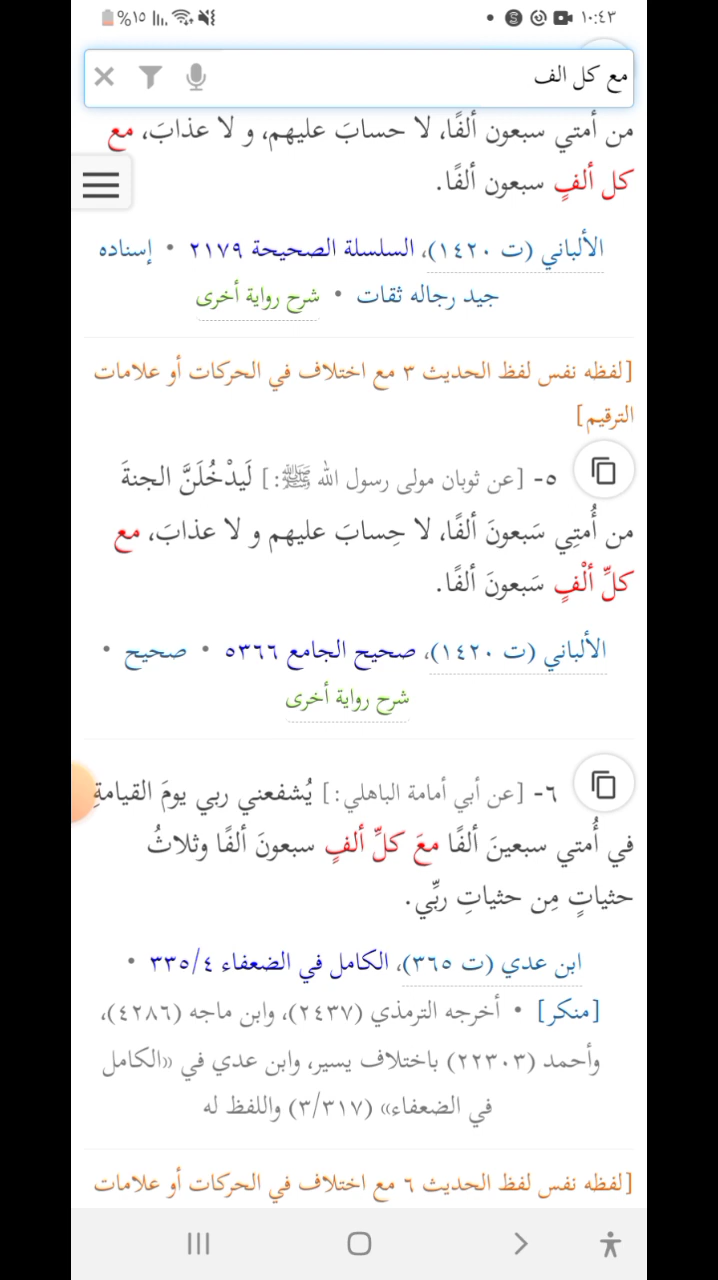 ١٠:٤٣
%١٥
مع كل الف
من أمتي سبعون ألفًا، لا حسابَ عليهم، و لا عذابَ، مع
كل ألفٍ سبعون ألفًا.
الألباني (ت ١٤٢٠)، السلسلة الصحيحة ٢١٧٩ • إسناده
جيد رجاله ثقات • شرح رواية أخرى
[لفظه نفس لفظ الحديث ٣ مع اختلاف في الحركات أو علامات
الترقيم]
٥- [عن ثوبان مولى رسول الله ﷺ:] لَيدْخُلَنَّ الجنةَ
من أُمتِي سَبعونَ ألفًا، لا حِسابَ عليهم و لا عذابَ، مع
كلِّ ألْفٍ سَبعونَ ألفًا.
الألباني (ت ١٤٢٠)، صحيح الجامع ٥٣٦٦ • صحيح •
شرح رواية أخرى
٦- [عن أبي أمامة الباهلي:] يُشفعني ربي يومَ القيامةِ
في أُمتي سبعينَ ألفًا معَ كلِّ ألفٍ سبعونَ ألفًا وثلاثُ
حثياتٍ مِن حثياتِ ربِّي.
ابن عدي (ت ٣٦٥)، الكامل في الضعفاء ٣٣٥/٤ •
[منكر] • أخرجه الترمذي (٢٤٣٧)، وابن ماجه (٤٢٨٦)،
وأحمد (٢٢٣٠٣) باختلاف يسير، وابن عدي في «الكامل
في الضعفاء» (٣/٣١٧) واللفظ له
[لفظه نفس لفظ الحديث ٦ مع اختلاف في الحركات أو علامات